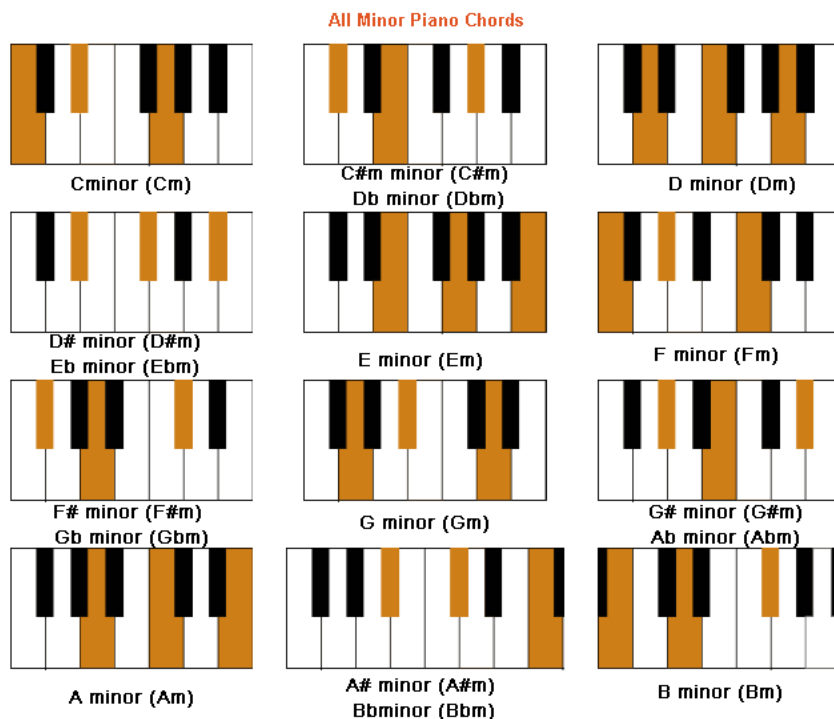 All Minor Piano Chords
Cminor (Cm)
C#m minor (C#m)
Db minor (Dbm)
D minor (Dm)
D# minor (D#m)
Eb minor (Ebm)
E minor (Em)
F minor (Fm)
F# minor (F#m)
Gb minor (Gbm)
G minor (Gm)
G# minor (G#m)
Ab minor (Abm)
A minor (Am)
A# minor (A#m)
Bbminor (Bbm)
B minor (Bm)